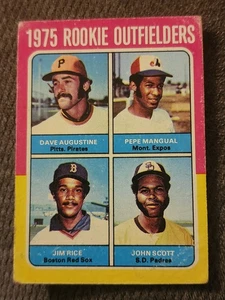 1975 ROOKIE OUTFIELDERS
P
DAVE AUGUSTINE
Pitts. Pirates
PEPE MANGUAL
Mont. Expos
B
SD
JIM RICE
Boston Red Sox
JOHN SCOTT
S.D. Padres